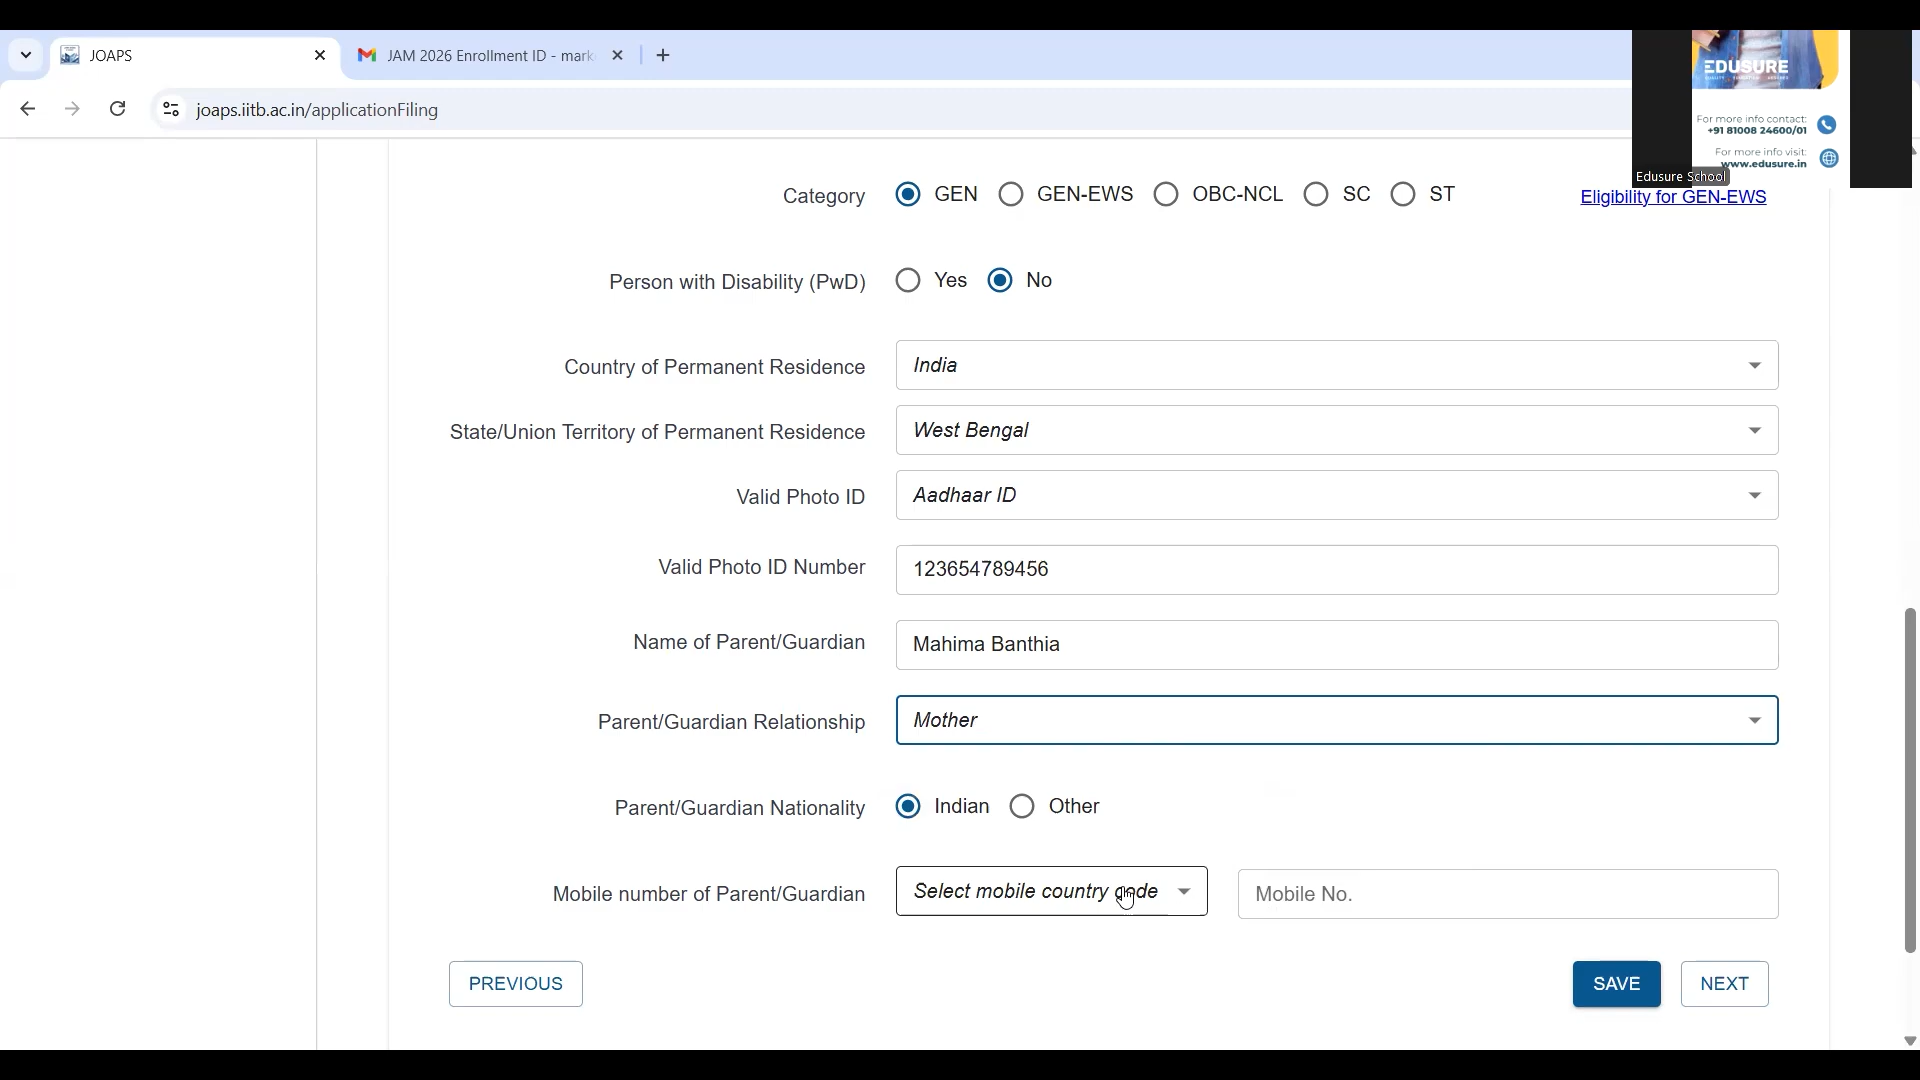 JOAPS
JAM 2026 Enrollment ID - mark
joaps.iitb.ac.in/applicationFiling
EDUSURE
For more info contact:
+91 81008 24600/01
For more info visit:
www.edusure.in
Edusure School
Category GEN GEN-EWS OBC-NCL SC ST Eligibility for GEN-EWS
Person with Disability (PwD) Yes No
Country of Permanent Residence India
State/Union Territory of Permanent Residence West Bengal
Valid Photo ID Aadhaar ID
Valid Photo ID Number 123654789456
Name of Parent/Guardian Mahima Banthia
Parent/Guardian Relationship Mother
Parent/Guardian Nationality Indian Other
Mobile number of Parent/Guardian Select mobile country code Mobile No.
PREVIOUS SAVE NEXT